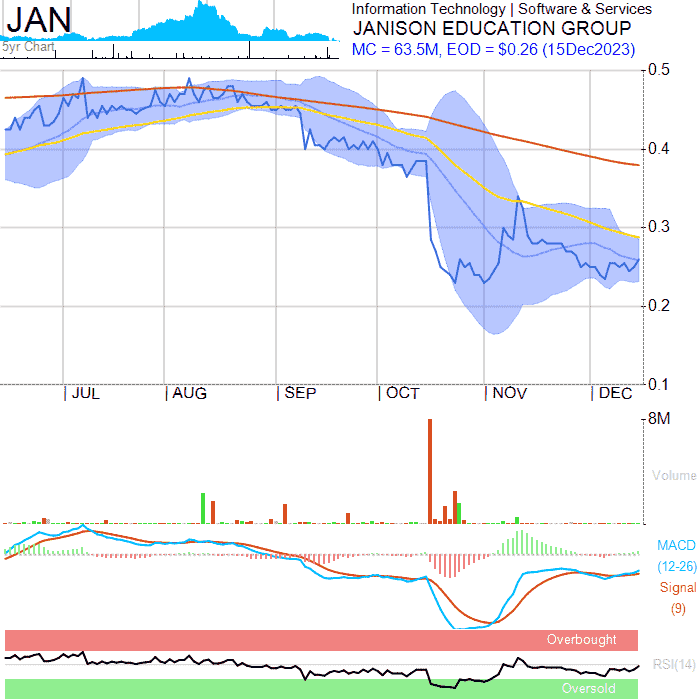 JAN
5yr Chart
Information Technology | Software & Services
JANISON EDUCATION GROUP
MC = 63.5M, EOD = $0.26 (15Dec2023)
0.5
0.4
0.3
0.2
0.1
JUL
AUG
SEP
OCT
NOV
DEC
8M
Volume
MACD
(12-26)
Signal
(9)
Overbought
RSI(14)
Oversold